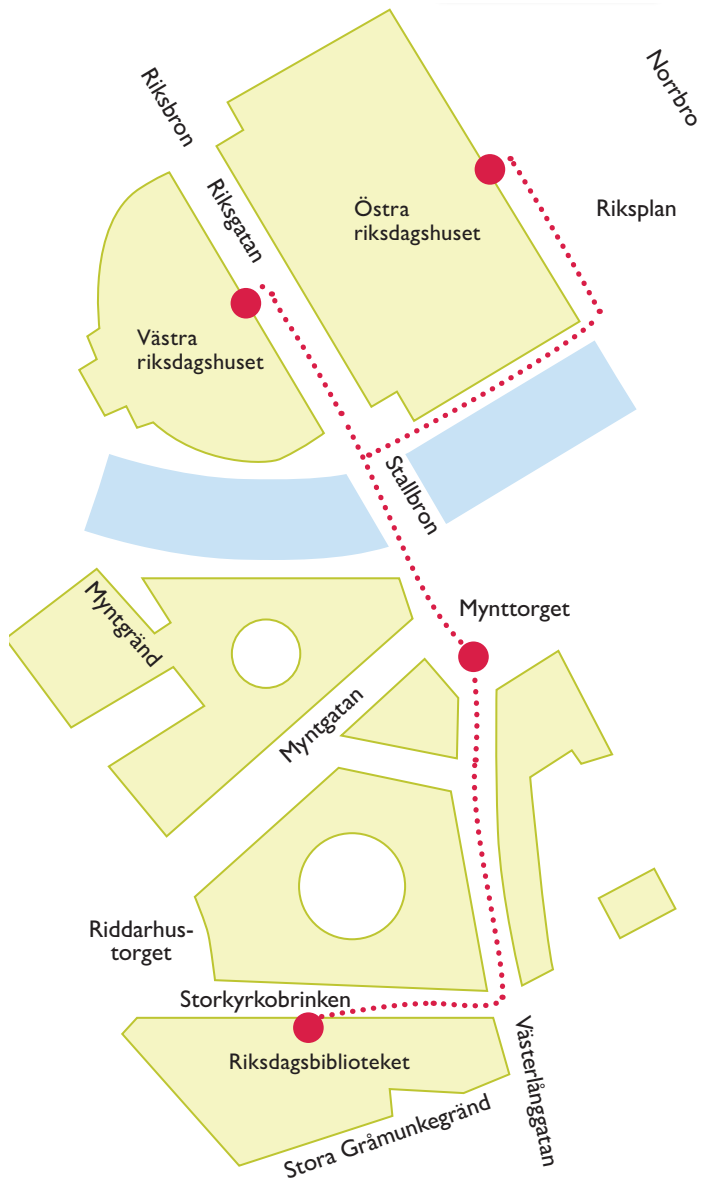 Norrbro
Riksbron
Riksgatan
Östra
riksdagshuset
Riksplan
Västra
riksdagshuset
Stallbron
Myntgränd
Mynttorget
Myntgatan
Riddarhus-
torget
Storkyrkobrinken
Riksdagsbiblioteket
Västerlånggatan
Stora Gråmunkegränd